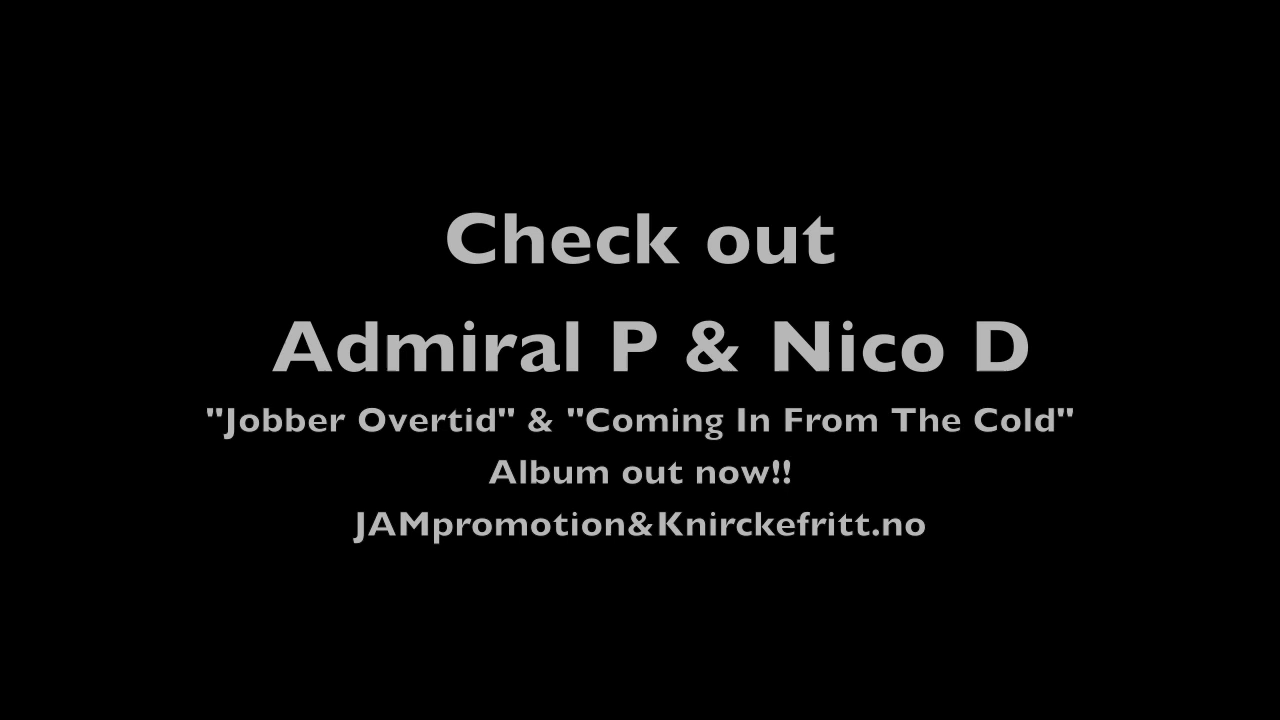 Check out
Admiral P & Nico D
"Jobber Overtid" & "Coming In From The Cold"
Album out now!!
JAMpromotion&Knirckefritt.no